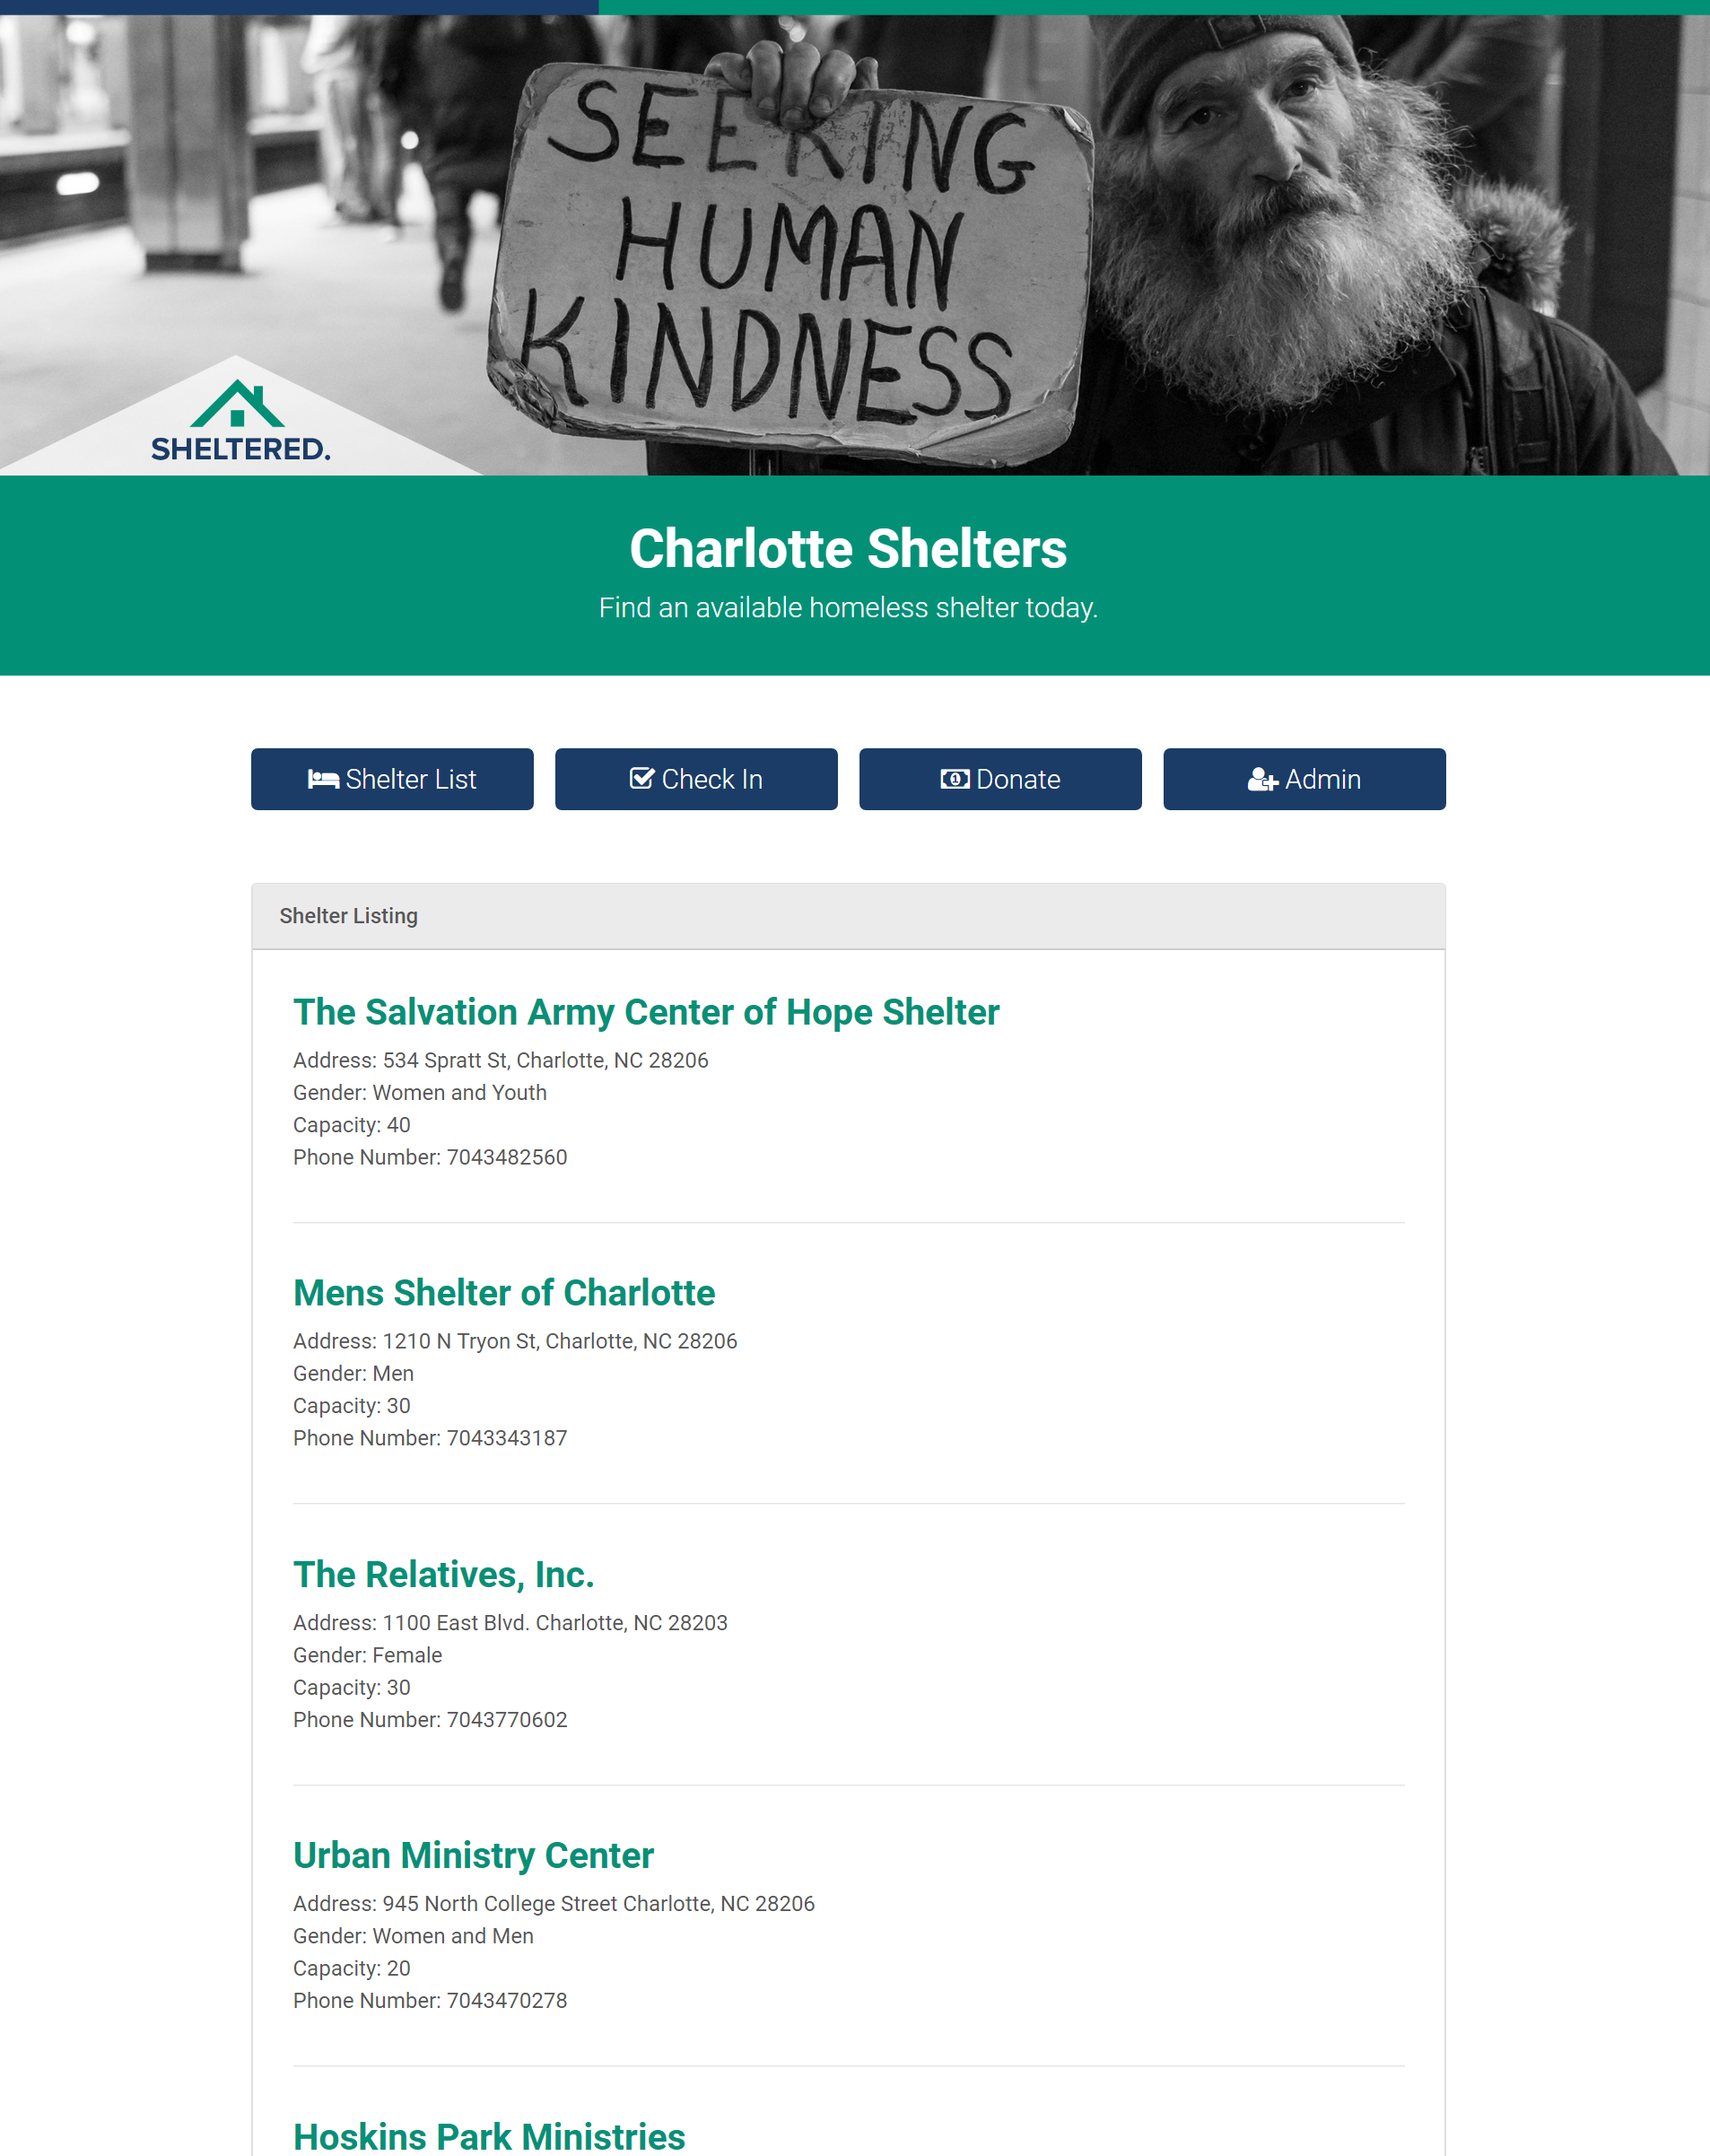 SEEKING
HUMAN
KINDNESS
SHELTERED.
Charlotte Shelters
Find an available homeless shelter today.
Shelter List
Check In
Donate
Admin
Shelter Listing
The Salvation Army Center of Hope Shelter
Address: 534 Spratt St, Charlotte, NC 28206
Gender: Women and Youth
Capacity: 40
Phone Number: 7043482560
Mens Shelter of Charlotte
Address: 1210 N Tryon St, Charlotte, NC 28206
Gender: Men
Capacity: 30
Phone Number: 7043343187
The Relatives, Inc.
Address: 1100 East Blvd. Charlotte, NC 28203
Gender: Female
Capacity: 30
Phone Number: 7043770602
Urban Ministry Center
Address: 945 North College Street Charlotte, NC 28206
Gender: Women and Men
Capacity: 20
Phone Number: 7043470278
Hoskins Park Ministries